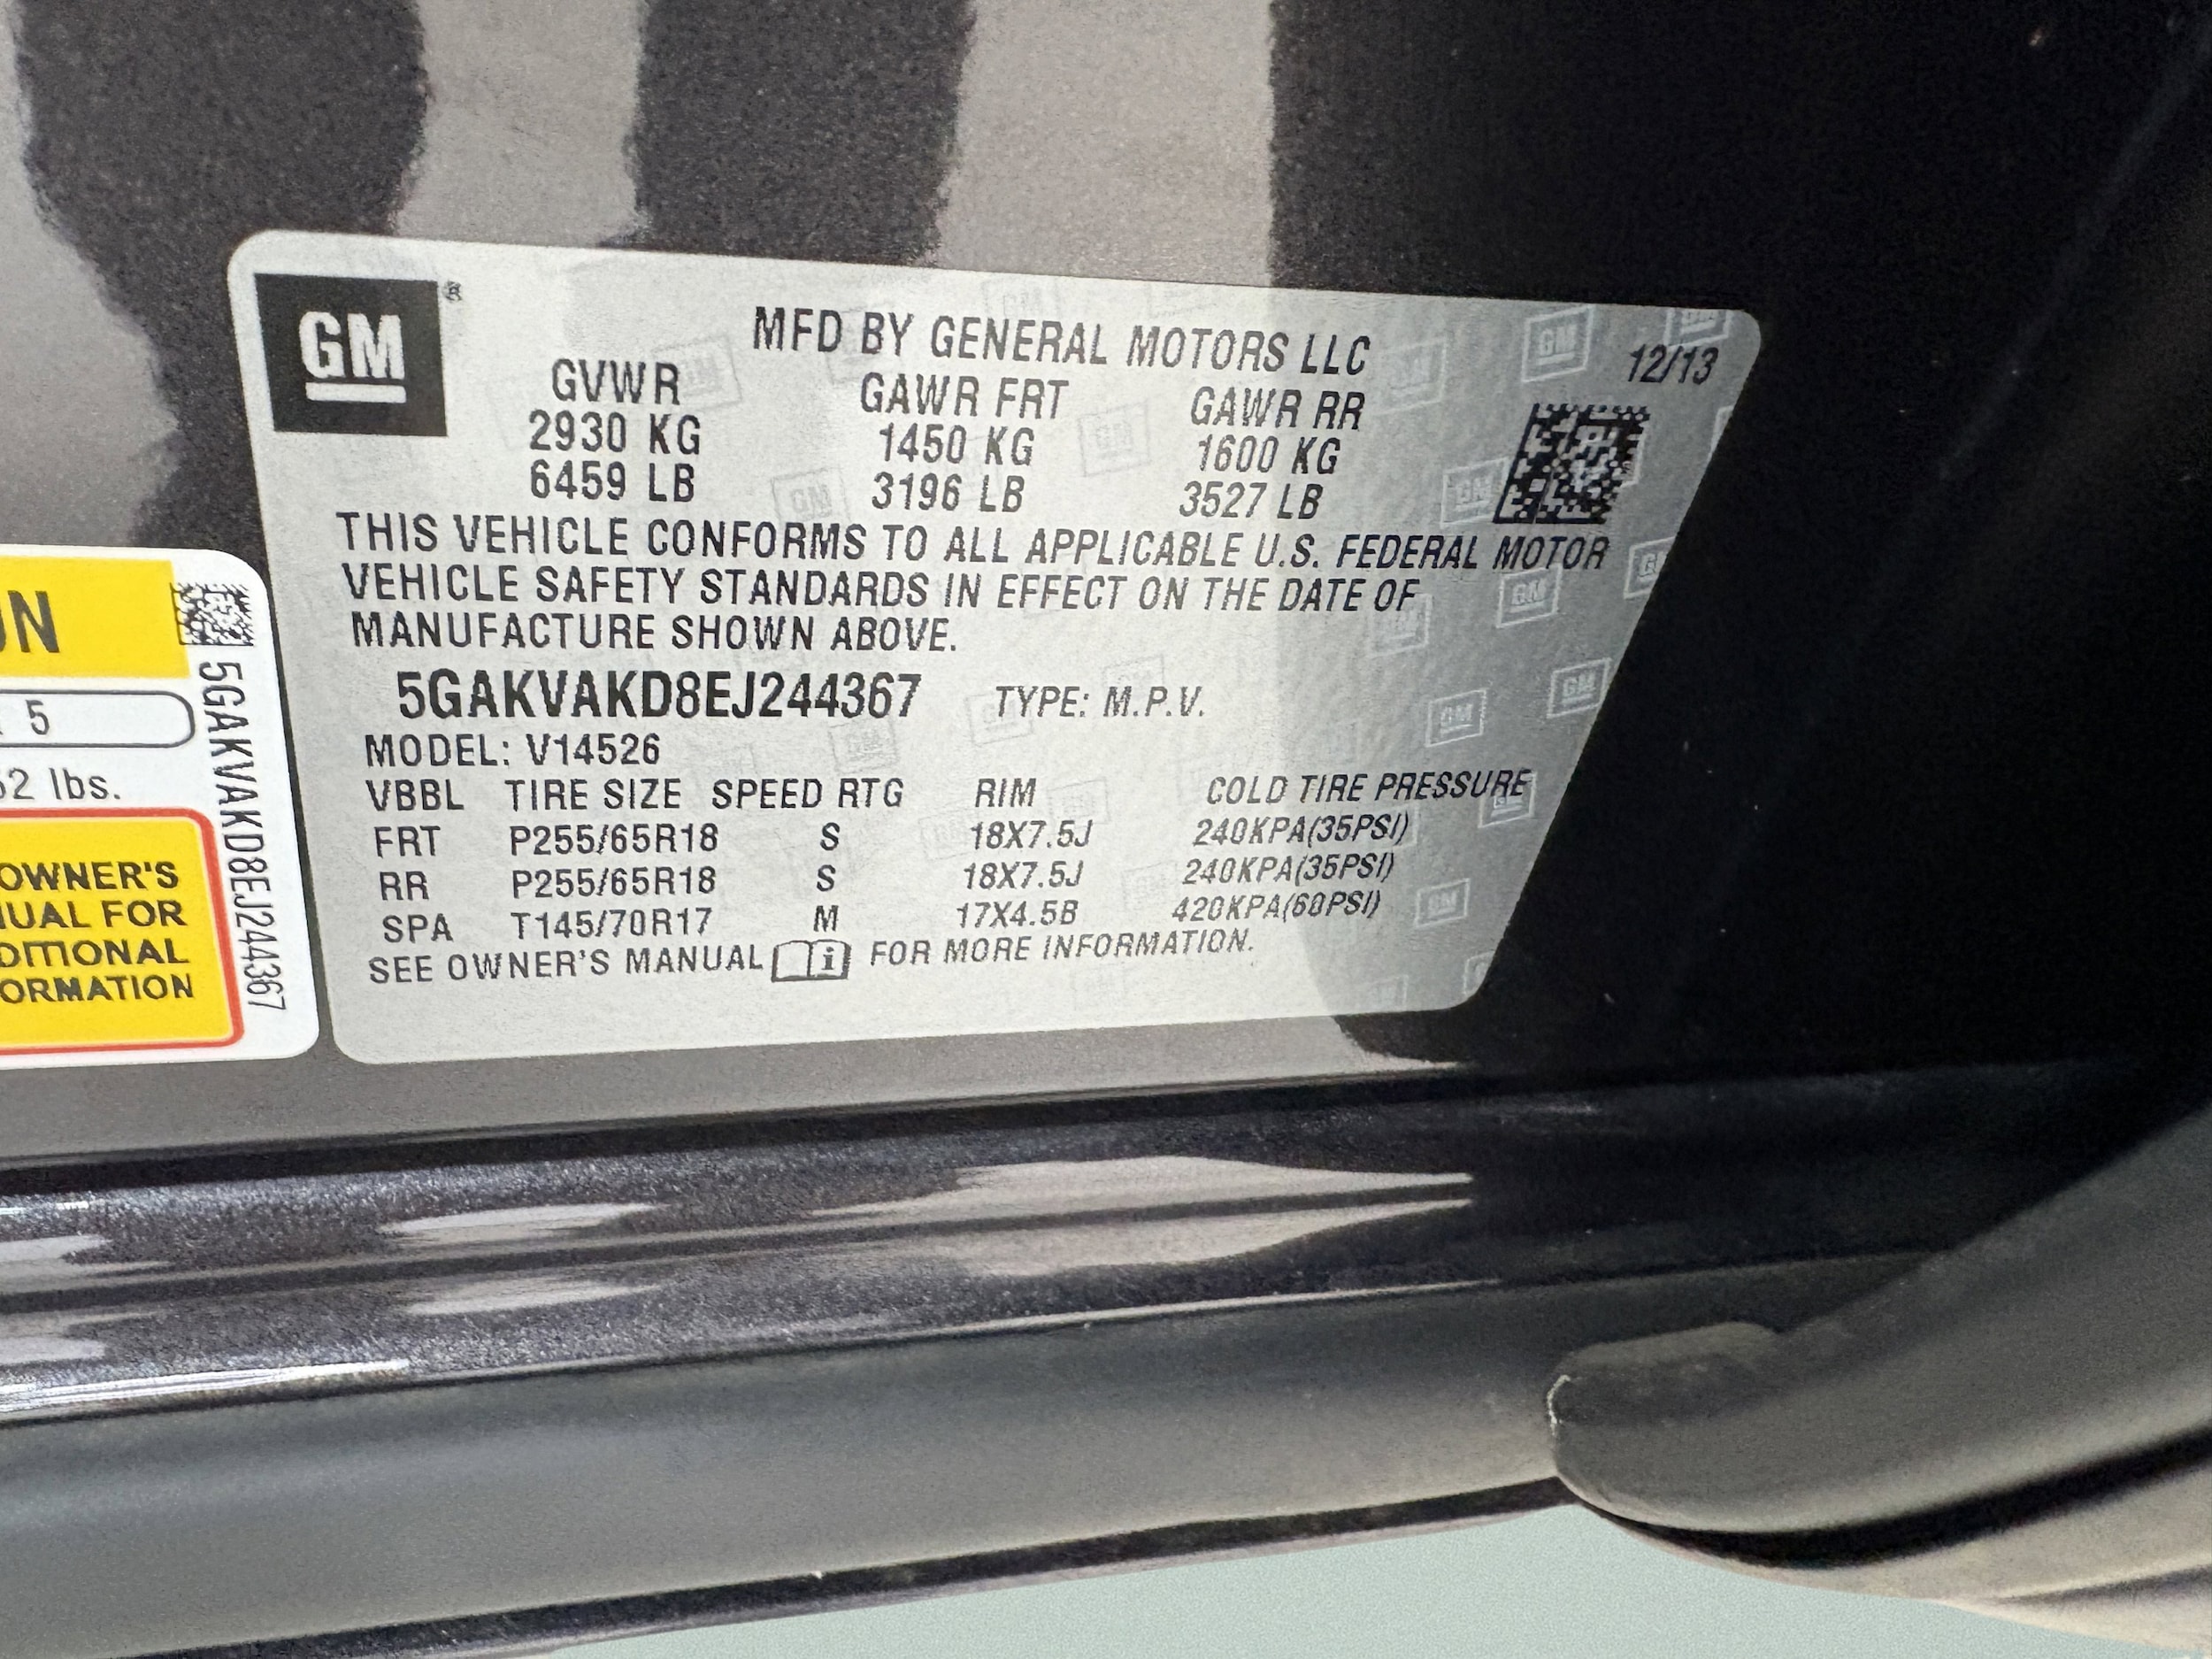 GM®
MFD BY GENERAL MOTORS LLC
12/13
GVWR GAWR FRT GAWR RR
2930 KG 1450 KG 1600 KG
6459 LB 3196 LB 3527 LB
THIS VEHICLE CONFORMS TO ALL APPLICABLE U.S. FEDERAL MOTOR
VEHICLE SAFETY STANDARDS IN EFFECT ON THE DATE OF
MANUFACTURE SHOWN ABOVE.
5GAKVAKD8EJ244367 TYPE: M.P.V.
MODEL: V14526
VBBL TIRE SIZE SPEED RTG RIM COLD TIRE PRESSURE
FRT P255/65R18 S 18X7.5J 240KPA(35PSI)
RR P255/65R18 S 18X7.5J 240KPA(35PSI)
SPA T145/70R17 M 17X4.5B 420KPA(60PSI)
SEE OWNER'S MANUAL i FOR MORE INFORMATION.
5
lbs.
OWNER'S
FOR
5GAKVAKD8EJ244367